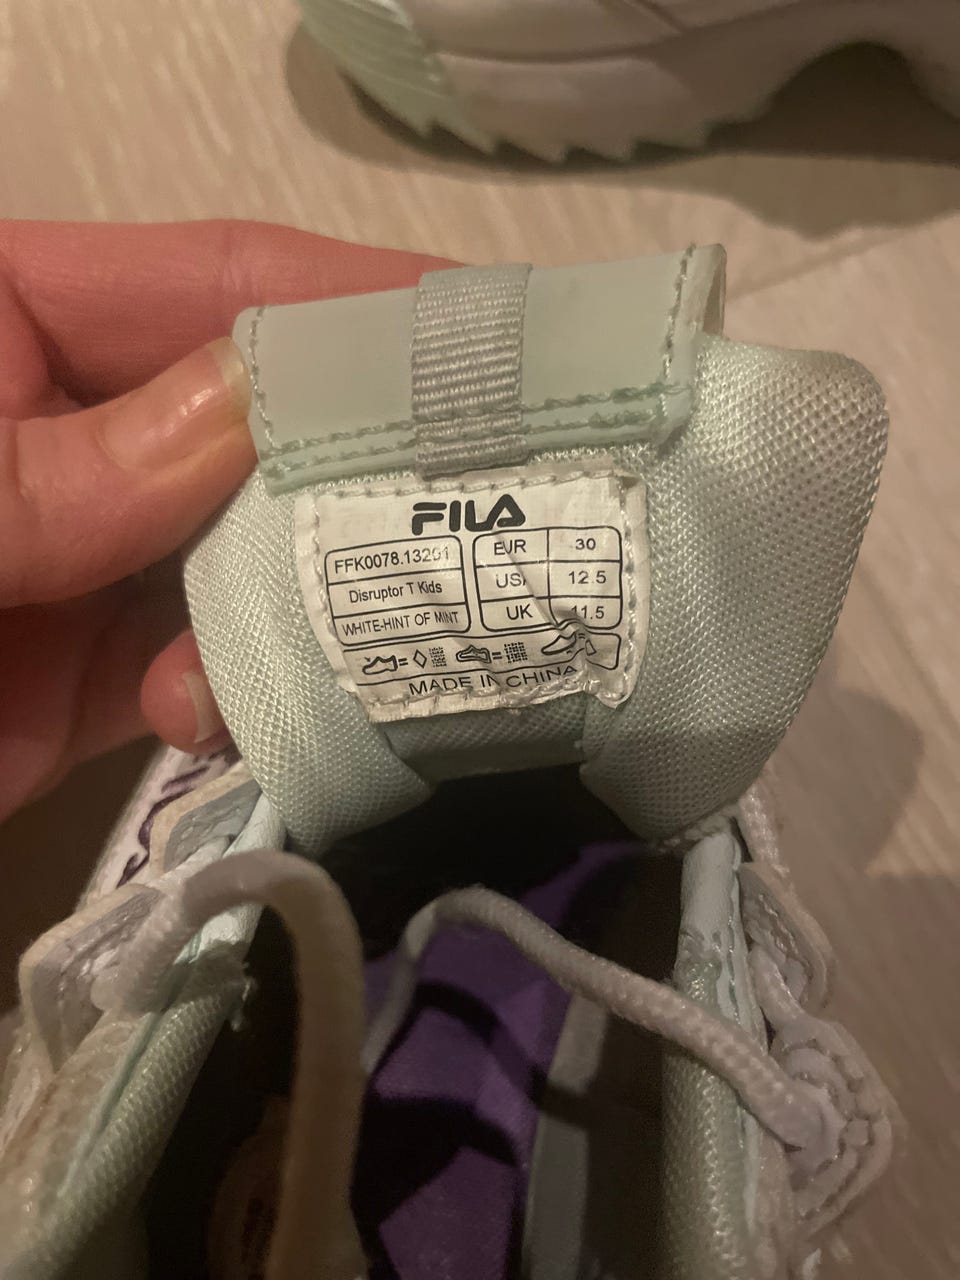 FILA
FFK0078.13201
Disruptor T Kids
WHITE-HINT OF MINT
EUR 30
USA 12.5
UK 11.5
MADE IN CHINA